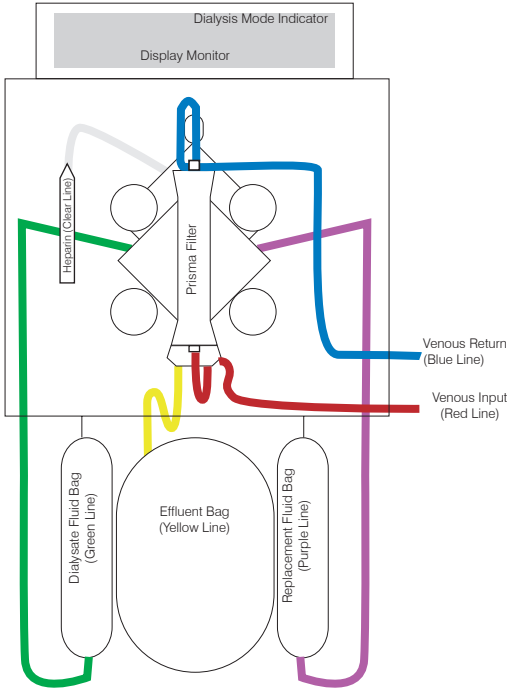 Dialysis Mode Indicator
Display Monitor
Heparin (Clear Line)
Prisma Filter
Venous Return
(Blue Line)
Venous Input
(Red Line)
Dialysate Fluid Bag
(Green Line)
Effluent Bag
(Yellow Line)
Replacement Fluid Bag
(Purple Line)